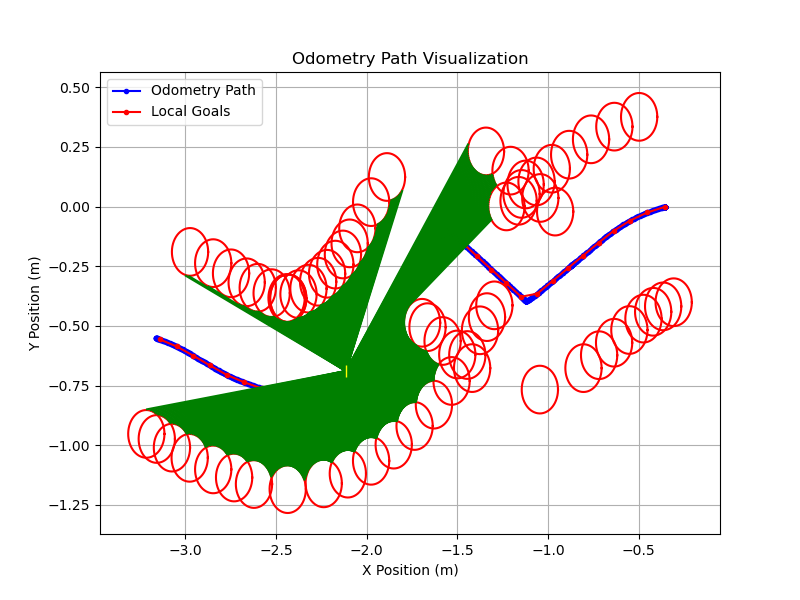 Odometry Path Visualization
Odometry Path
Local Goals
Y Position (m)
0.50
0.25
0.00
−0.25
−0.50
−0.75
−1.00
−1.25
−3.0 −2.5 −2.0 −1.5 −1.0 −0.5
X Position (m)